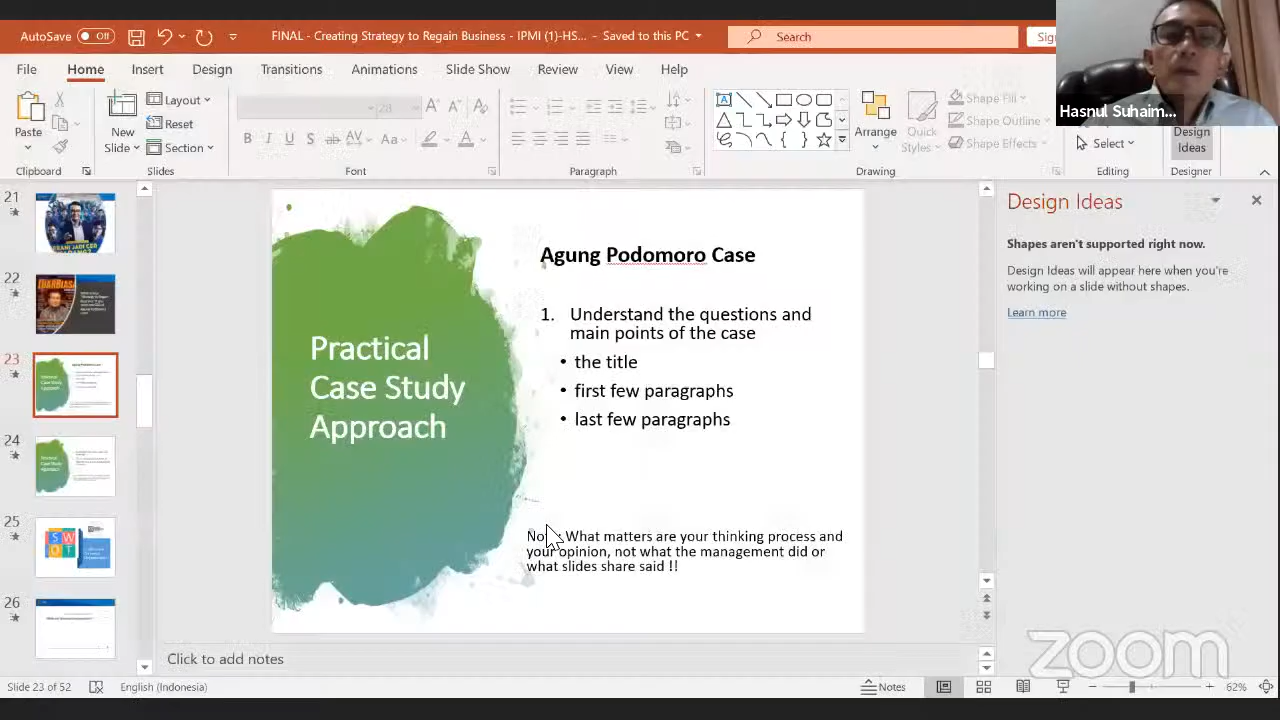 AutoSave Off
FINAL - Creating Strategy to Regain Business - IPMI (1)-HS... - Saved to this PC
Search
Hasnul Suhaim...
File Home Insert Design Transitions Animations Slide Show Review View Help
Paste
New
Slide
Layout
Reset
Section
28
B I U S ab AV Aa
Arrange
Quick
Styles
Shape Fill
Shape Outline
Shape Effects
Select
Design
Ideas
Clipboard Slides Font Paragraph Drawing Editing Designer
21
22
23
24
25
26
Practical
Case Study
Approach
Agung Podomoro Case
1. Understand the questions and
main points of the case
• the title
• first few paragraphs
• last few paragraphs
What matters are your thinking process and
your opinion, not what the management did or
what slides share said !!
Design Ideas
Shapes aren't supported right now.
Design Ideas will appear here when you're
working on a slide without shapes.
Learn more
Click to add notes
zoom
Slide 23 of 52 English (Indonesia) Notes 62%